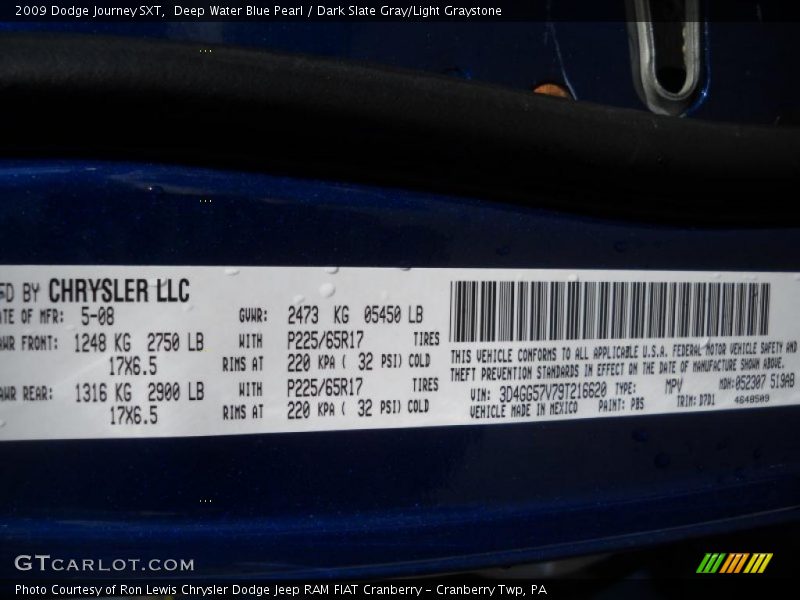 2009 Dodge Journey SXT, Deep Water Blue Pearl / Dark Slate Gray/Light Graystone
FD BY CHRYSLER LLC
ATE OF MFR: 5-08 GVWR: 2473 KG 05450 LB
AWR FRONT: 1248 KG 2750 LB WITH P225/65R17 TIRES
17X6.5 RIMS AT 220 KPA ( 32 PSI) COLD
AWR REAR: 1316 KG 2900 LB WITH P225/65R17 TIRES
17X6.5 RIMS AT 220 KPA ( 32 PSI) COLD
THIS VEHICLE CONFORMS TO ALL APPLICABLE U.S.A. FEDERAL MOTOR VEHICLE SAFETY AND
THEFT PREVENTION STANDARDS IN EFFECT ON THE DATE OF MANUFACTURE SHOWN ABOVE.
VIN: 3D4GG57V79T216620 TYPE: MPV MDH: 052307 519AB
VEHICLE MADE IN MEXICO PAINT: PBS TRIM: D7D1 4648509
GTCARLOT.COM
Photo Courtesy of Ron Lewis Chrysler Dodge Jeep RAM FIAT Cranberry - Cranberry Twp, PA